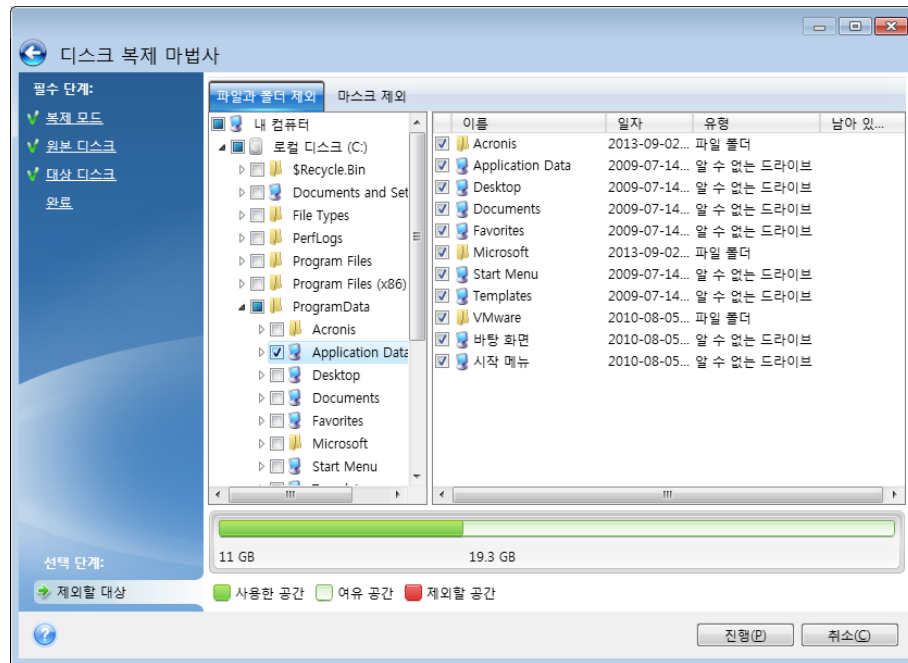 디스크 복제 마법사
필수 단계:
복제 모드
원본 디스크
대상 디스크
완료
선택 단계:
제외할 대상
파일과 폴더 제외
마스크 제외
내 컴퓨터
로컬 디스크 (C:)
$Recycle.Bin
Documents and Set
File Types
PerfLogs
Program Files
Program Files (x86)
ProgramData
Acronis
Application Data
Desktop
Documents
Favorites
Microsoft
Start Menu
이름 일자 유형 남아 있...
Acronis 2013-09-02... 파일 폴더
Application Data 2009-07-14... 알 수 없는 드라이브
Desktop 2009-07-14... 알 수 없는 드라이브
Documents 2009-07-14... 알 수 없는 드라이브
Favorites 2009-07-14... 알 수 없는 드라이브
Microsoft 2013-09-02... 파일 폴더
Start Menu 2009-07-14... 알 수 없는 드라이브
Templates 2009-07-14... 알 수 없는 드라이브
VMware 2010-08-05... 파일 폴더
바탕 화면 2010-08-05... 알 수 없는 드라이브
시작 메뉴 2010-08-05... 알 수 없는 드라이브
11 GB 19.3 GB
사용한 공간 여유 공간 제외할 공간
진행(P) 취소(C)